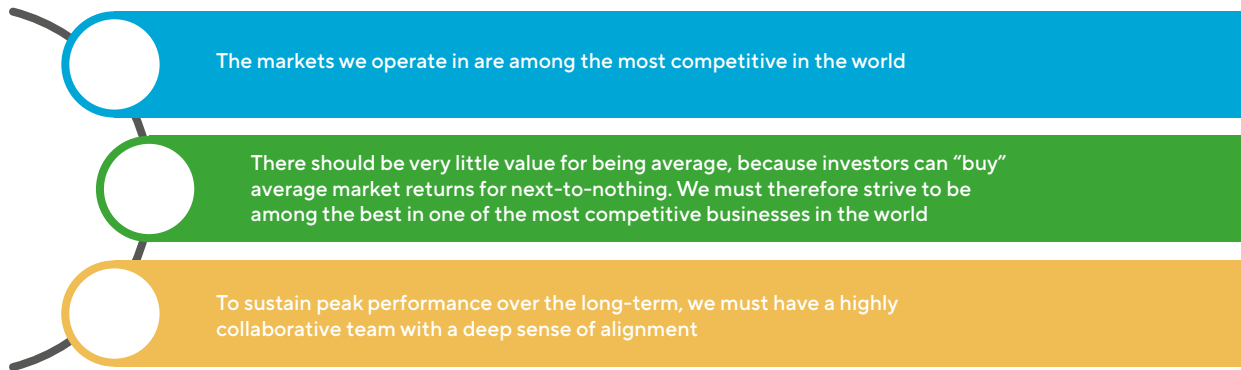 The markets we operate in are among the most competitive in the world
There should be very little value for being average, because investors can “buy”
average market returns for next-to-nothing. We must therefore strive to be
among the best in one of the most competitive businesses in the world
To sustain peak performance over the long-term, we must have a highly
collaborative team with a deep sense of alignment